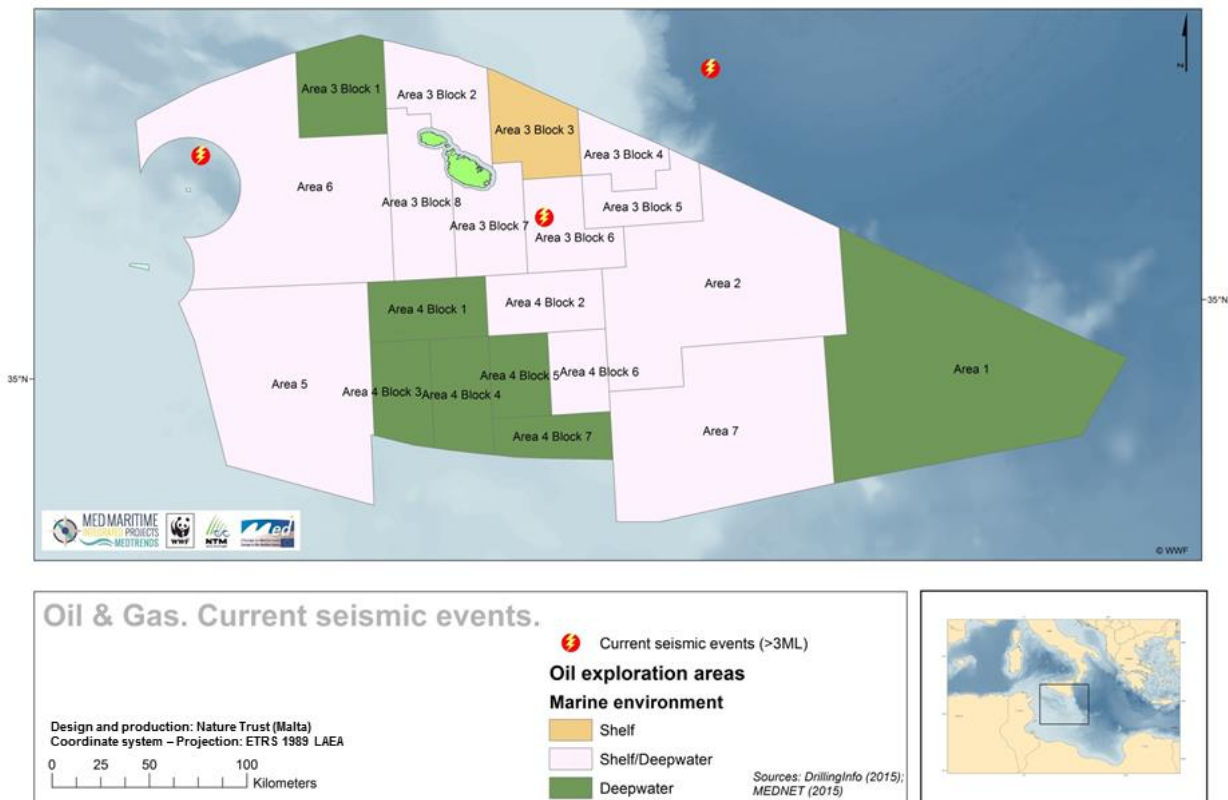 N
Area 3 Block 1
Area 3 Block 2
Area 3 Block 3
Area 3 Block 4
Area 6
Area 3 Block 8
Area 3 Block 5
Area 3 Block 7
Area 3 Block 6
Area 2
35°N
Area 4 Block 1
Area 4 Block 2
35°N
Area 5
Area 4 Block 3
Area 4 Block 4
Area 4 Block 5
Area 4 Block 6
Area 1
Area 4 Block 7
Area 7
MEDMARITIME
INTEGRATED PROJECTS
MEDTRENDS
WWF
NTM
Med
© WWF
Oil & Gas. Current seismic events.
Current seismic events (>3ML)
Oil exploration areas
Marine environment
Shelf
Shelf/Deepwater
Deepwater
Design and production: Nature Trust (Malta)
Coordinate system – Projection: ETRS 1989 LAEA
0 25 50 100
Kilometers
Sources: DrillingInfo (2015);
MEDNET (2015)